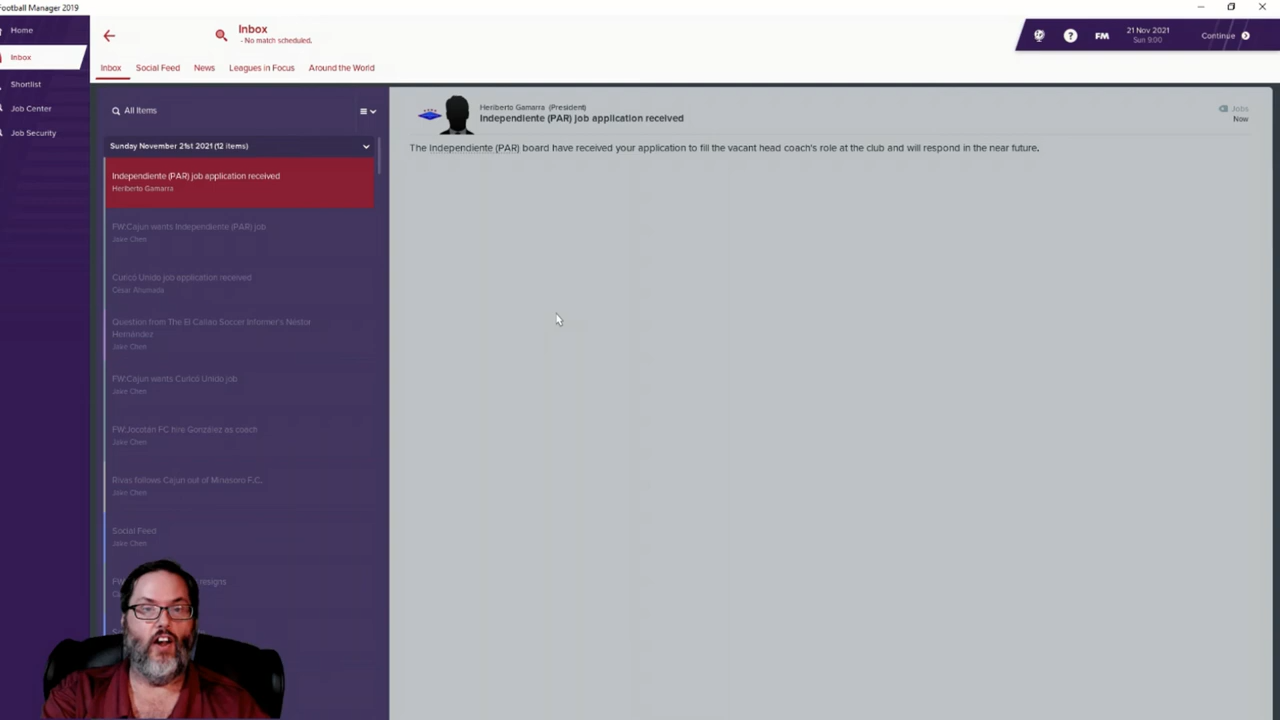 Football Manager 2019
Home
Inbox
Shortlist
Job Center
Job Security
Inbox
- No match scheduled.
21 Nov 2021
Sun 9:00
FM
Continue
Inbox
Social Feed
News
Leagues in Focus
Around the World
All Items
Sunday November 21st 2021 (12 items)
Independiente (PAR) job application received
Heriberto Gamarra
FW:Cajun wants Independiente (PAR) job
Jake Chen
Curicó Unido job application received
César Ahumada
Question from The El Callao Soccer Informer's Néstor
Hernández
Jake Chen
FW:Cajun wants Curicó Unido job
Jake Chen
FW:Jocotán FC hire González as coach
Jake Chen
Rivas follows Cajun out of Minasoro F.C.
Jake Chen
Social Feed
Jake Chen
FW:
resigns
Heriberto Gamarra (President)
Independiente (PAR) job application received
Jobs
Now
The Independiente (PAR) board have received your application to fill the vacant head coach's role at the club and will respond in the near future.